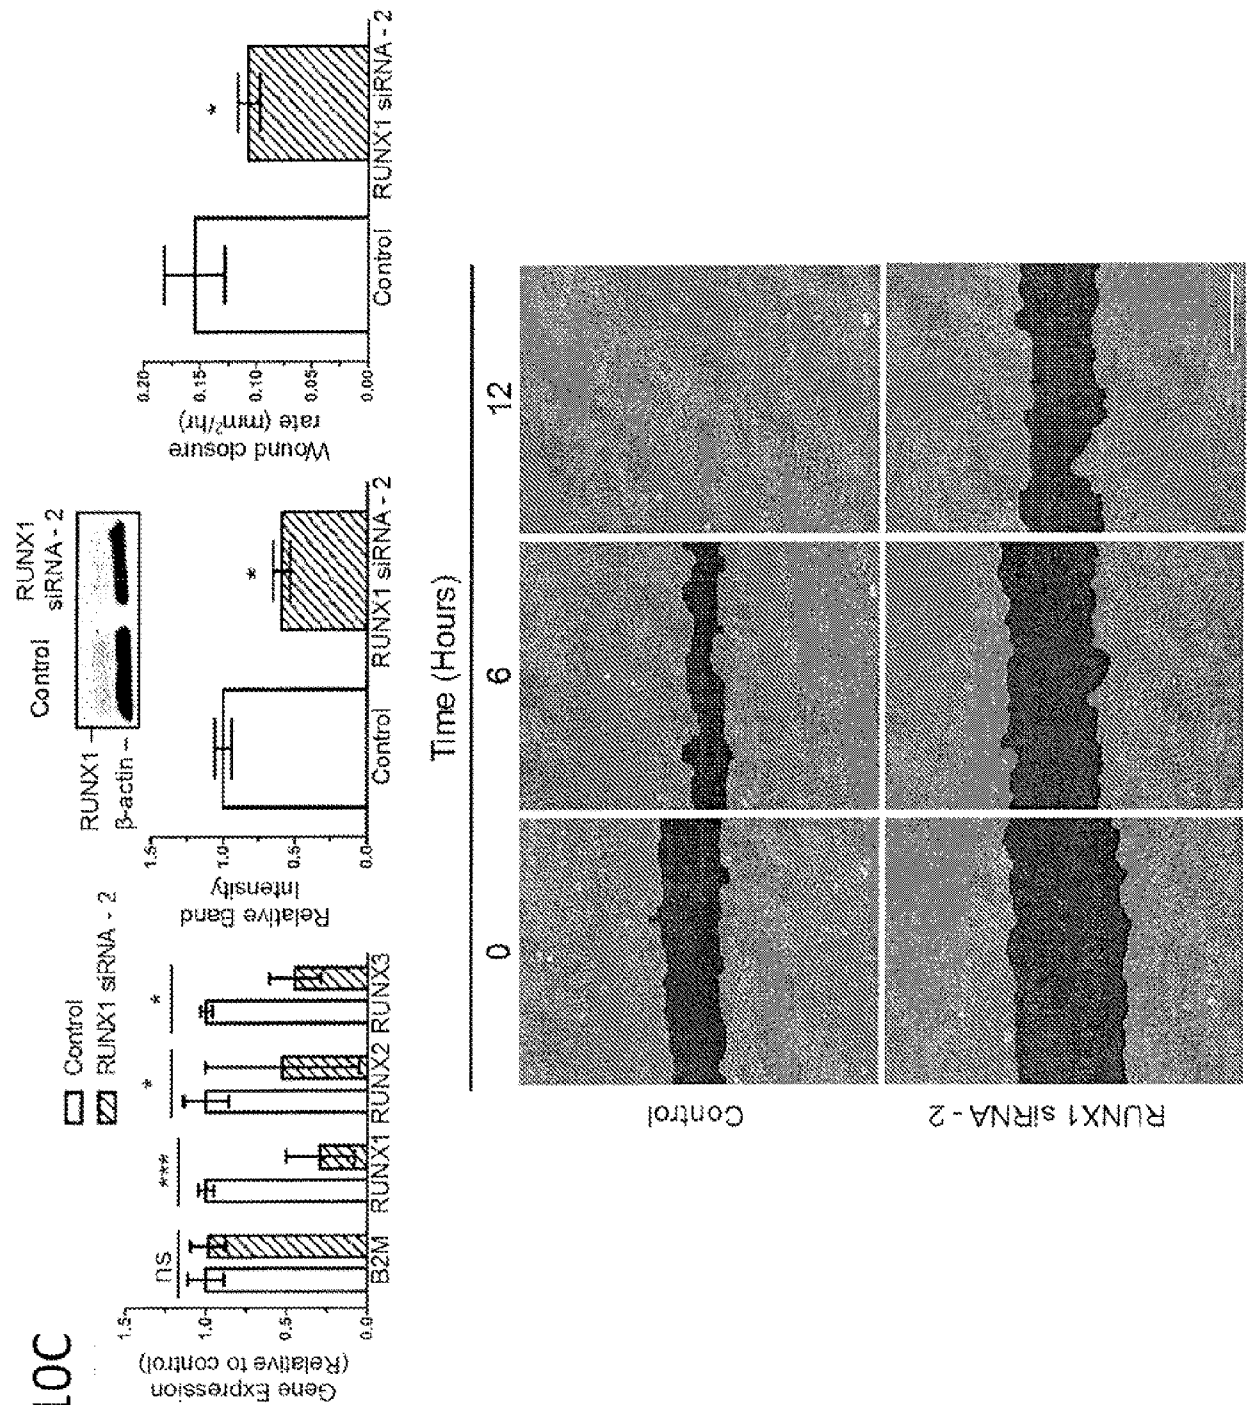 10C
Control
RUNX1 siRNA - 2
Gene Expression
(Relative to control)
1.5
1.0
0.5
0.0
ns
***
*
*
B2M
RUNX1
RUNX2
RUNX3
Control
RUNX1
siRNA - 2
RUNX1
β-actin
Relative Band
Intensity
1.5
1.0
0.5
0.0
*
Control
RUNX1 siRNA - 2
Wound closure
rate (mm²/hr)
0.20
0.15
0.10
0.05
0.00
*
Control
RUNX1 siRNA - 2
Time (Hours)
0
6
12
Control
RUNX1 siRNA - 2